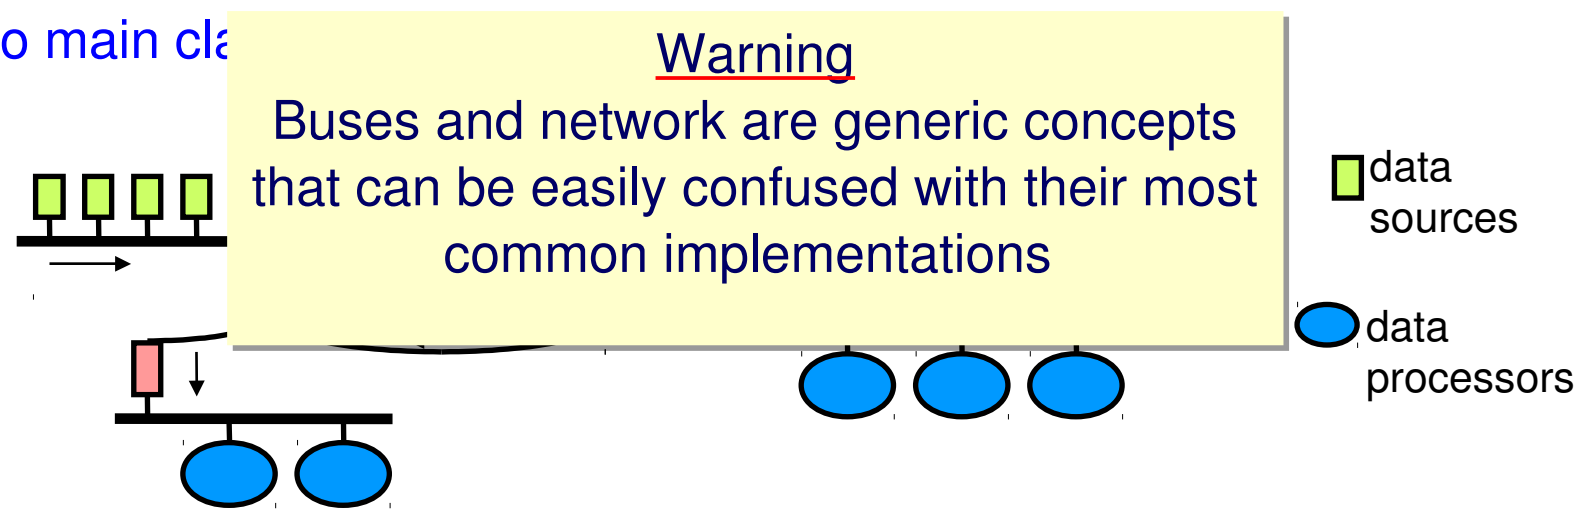 o main cla
Warning
Buses and network are generic concepts
that can be easily confused with their most
common implementations
data
sources
data
processors